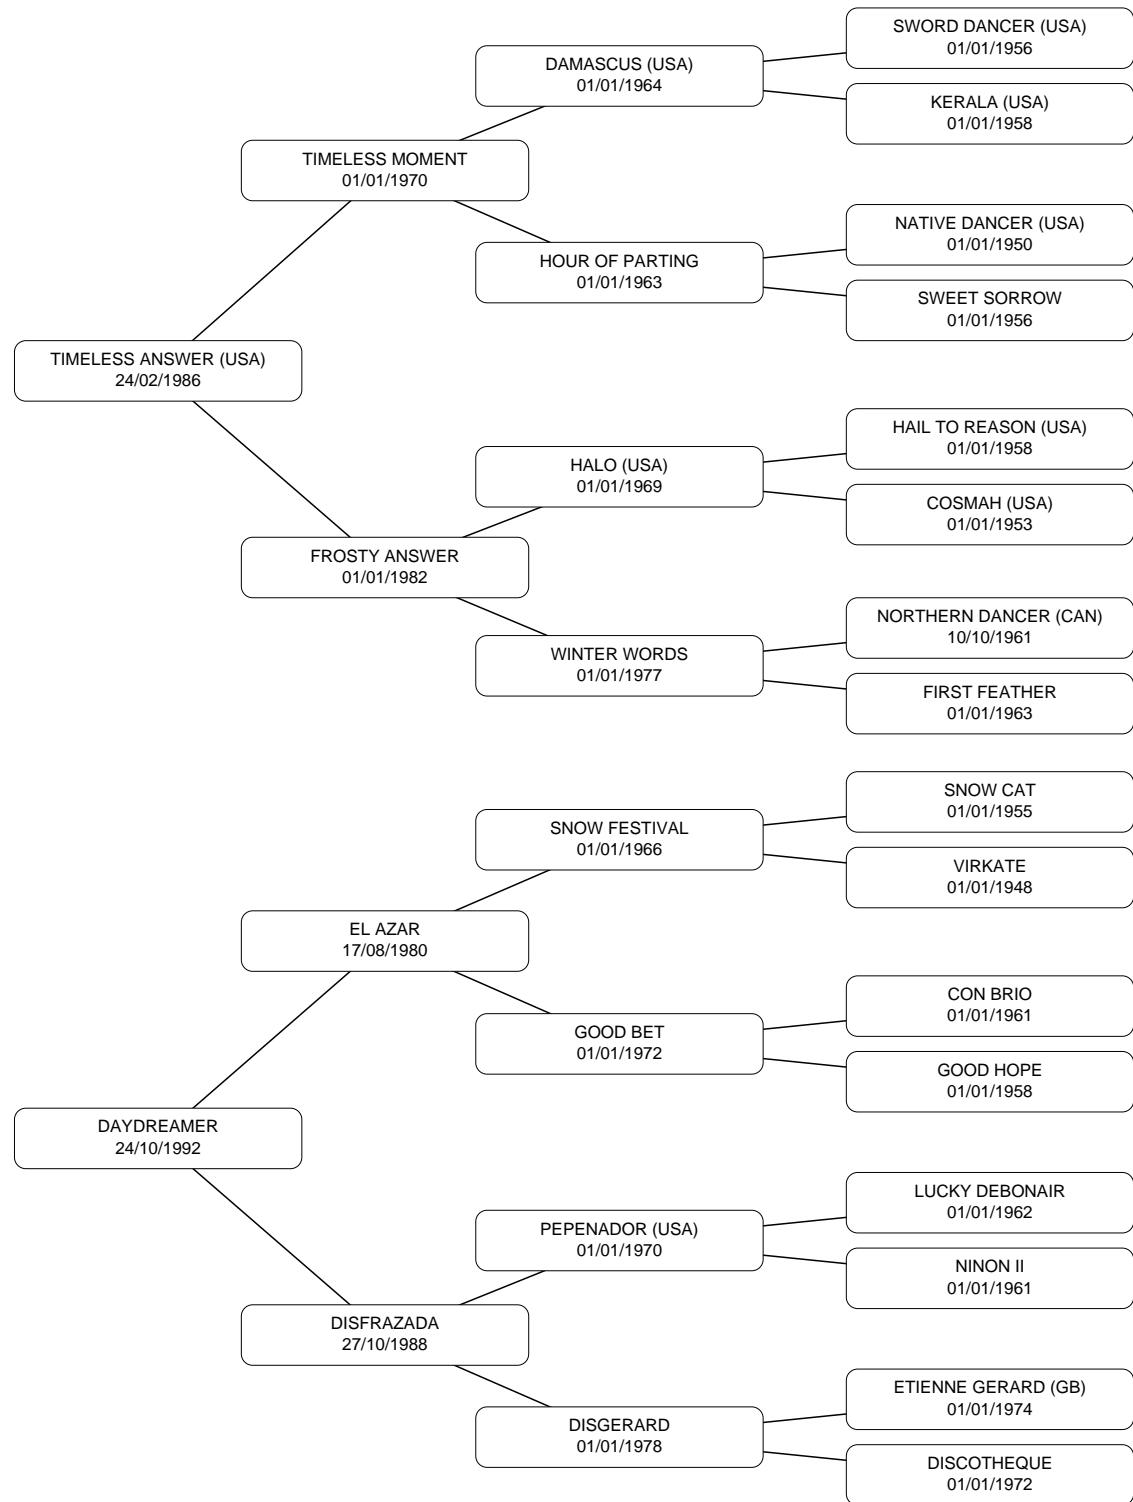 SWORD DANCER (USA)
01/01/1956
DAMASCUS (USA)
01/01/1964
KERALA (USA)
01/01/1958
TIMELESS MOMENT
01/01/1970
NATIVE DANCER (USA)
01/01/1950
HOUR OF PARTING
01/01/1963
SWEET SORROW
01/01/1956
TIMELESS ANSWER (USA)
24/02/1986
HAIL TO REASON (USA)
01/01/1958
HALO (USA)
01/01/1969
COSMAH (USA)
01/01/1953
FROSTY ANSWER
01/01/1982
NORTHERN DANCER (CAN)
10/10/1961
WINTER WORDS
01/01/1977
FIRST FEATHER
01/01/1963
SNOW CAT
01/01/1955
SNOW FESTIVAL
01/01/1966
VIRKATE
01/01/1948
EL AZAR
17/08/1980
CON BRIO
01/01/1961
GOOD BET
01/01/1972
GOOD HOPE
01/01/1958
DAYDREAMER
24/10/1992
LUCKY DEBONAIR
01/01/1962
PEPENADOR (USA)
01/01/1970
NINON II
01/01/1961
DISFRAZADA
27/10/1988
ETIENNE GERARD (GB)
01/01/1974
DISGERARD
01/01/1978
DISCOTHEQUE
01/01/1972